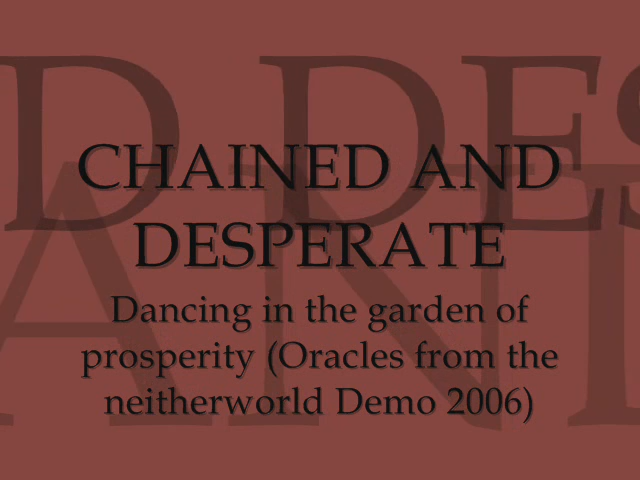 CHAINED AND
DESPERATE
Dancing in the garden of
prosperity (Oracles from the
neitherworld Demo 2006)